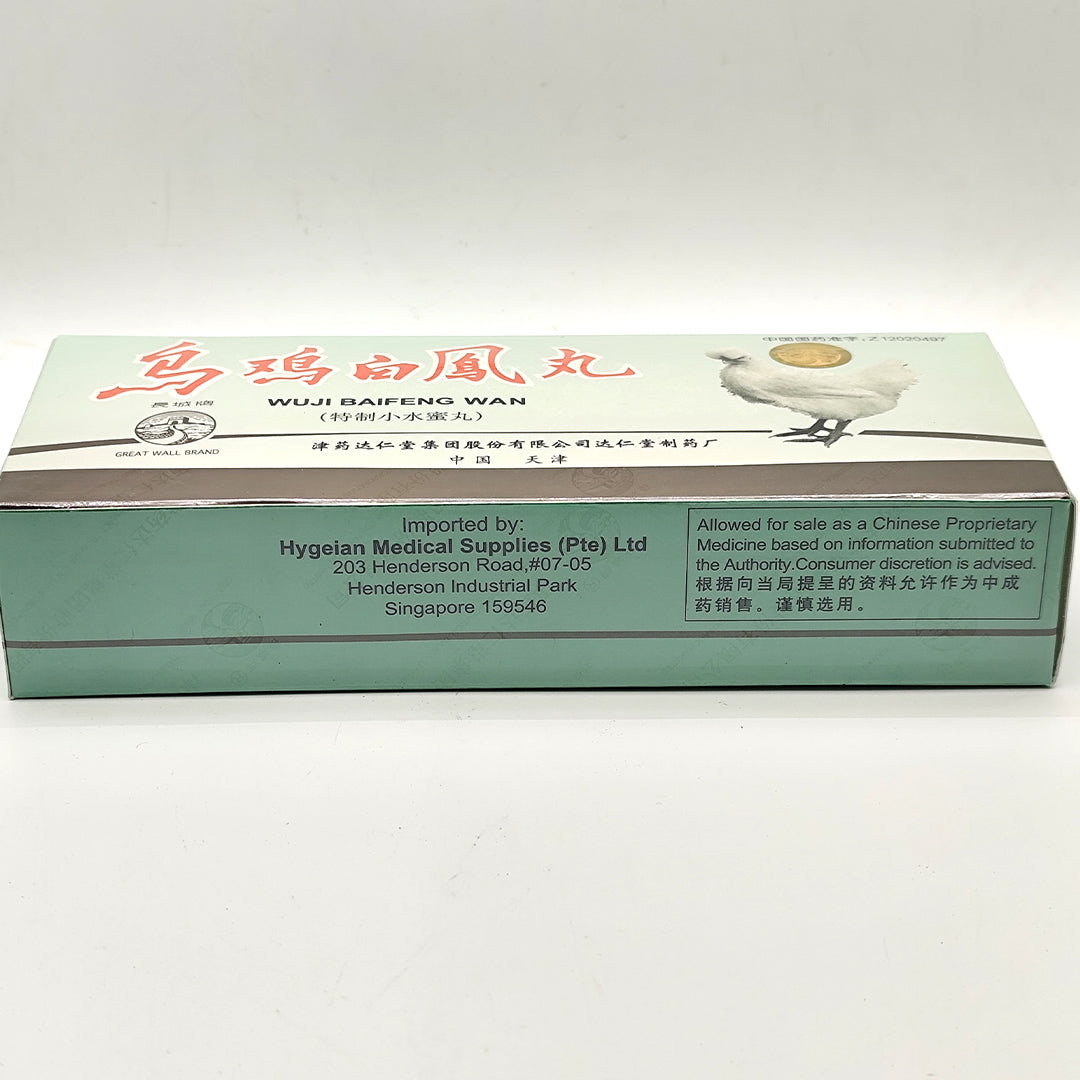 中国国药准字:Z12020497
乌鸡白鳳丸
長城牌
WUJI BAIFENG WAN
(特制小水蜜丸)
GREAT WALL BRAND
津药达仁堂集团股份有限公司达仁堂制药厂
中国 天津
Imported by:
Hygeian Medical Supplies (Pte) Ltd
203 Henderson Road,#07-05
Henderson Industrial Park
Singapore 159546
Allowed for sale as a Chinese Proprietary
Medicine based on information submitted to
the Authority.Consumer discretion is advised.
根据向当局提呈的资料允许作为中成
药销售。谨慎选用。